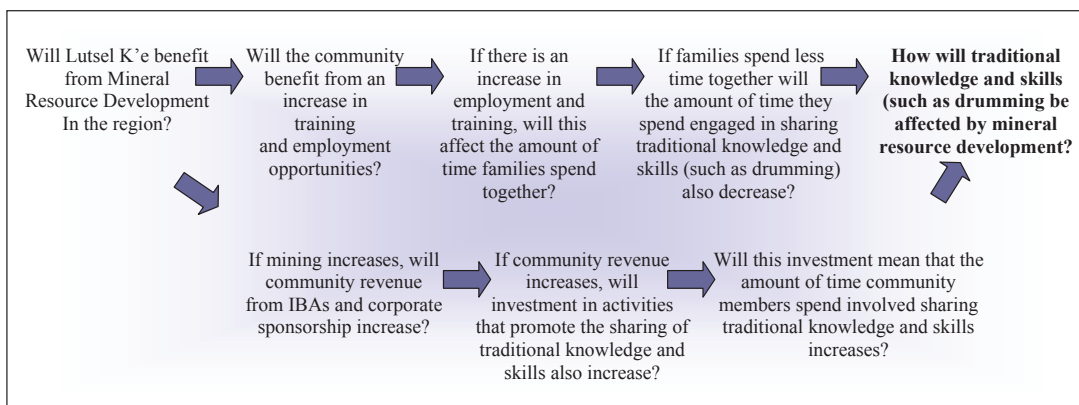 Will Lutsel K’e benefit
from Mineral
Resource Development
In the region?
Will the community
benefit from an
increase in
training
and employment
opportunities?
If there is an
increase in
employment and
training, will this
affect the amount of
time families spend
together?
If families spend less
time together will
the amount of time they
spend engaged in sharing
traditional knowledge and
skills (such as drumming)
also decrease?
How will traditional
knowledge and skills
(such as drumming be
affected by mineral
resource development?
If mining increases, will
community revenue
from IBAs and corporate
sponsorship increase?
If community revenue
increases, will
investment in activities
that promote the sharing of
traditional knowledge and
skills also increase?
Will this investment mean that the
amount of time community
members spend involved sharing
traditional knowledge and skills
increases?